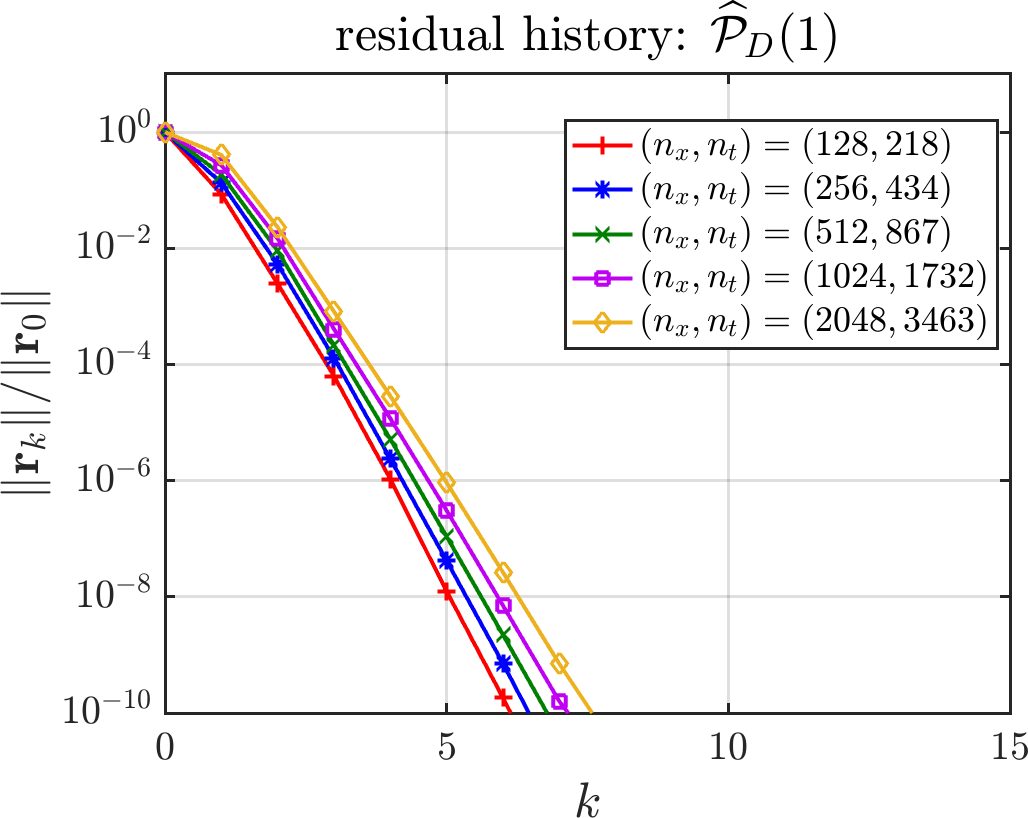 residual history: $\widehat{\mathcal{P}}_D(1)$
$\|\mathbf{r}_k\|/\|\mathbf{r}_0\|$
$10^{0}$
$10^{-2}$
$10^{-4}$
$10^{-6}$
$10^{-8}$
$10^{-10}$
$(n_x, n_t) = (128, 218)$
$(n_x, n_t) = (256, 434)$
$(n_x, n_t) = (512, 867)$
$(n_x, n_t) = (1024, 1732)$
$(n_x, n_t) = (2048, 3463)$
0 5 10 15
$k$